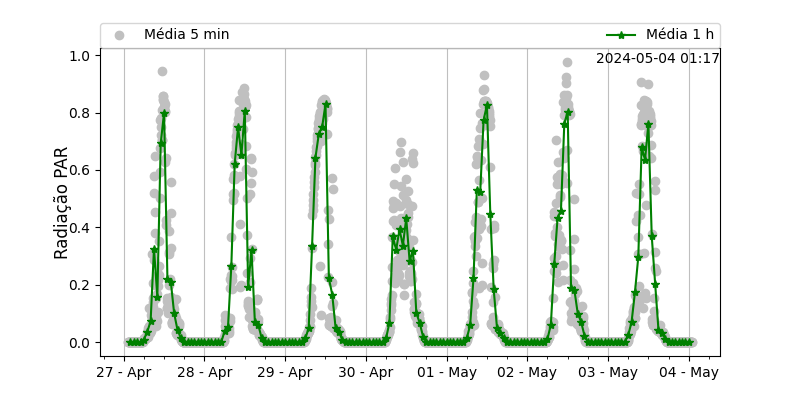 Média 5 min
Média 1 h
2024-05-04 01:17
1.0
0.8
0.6
0.4
0.2
0.0
Radiação PAR
27 - Apr
28 - Apr
29 - Apr
30 - Apr
01 - May
02 - May
03 - May
04 - May